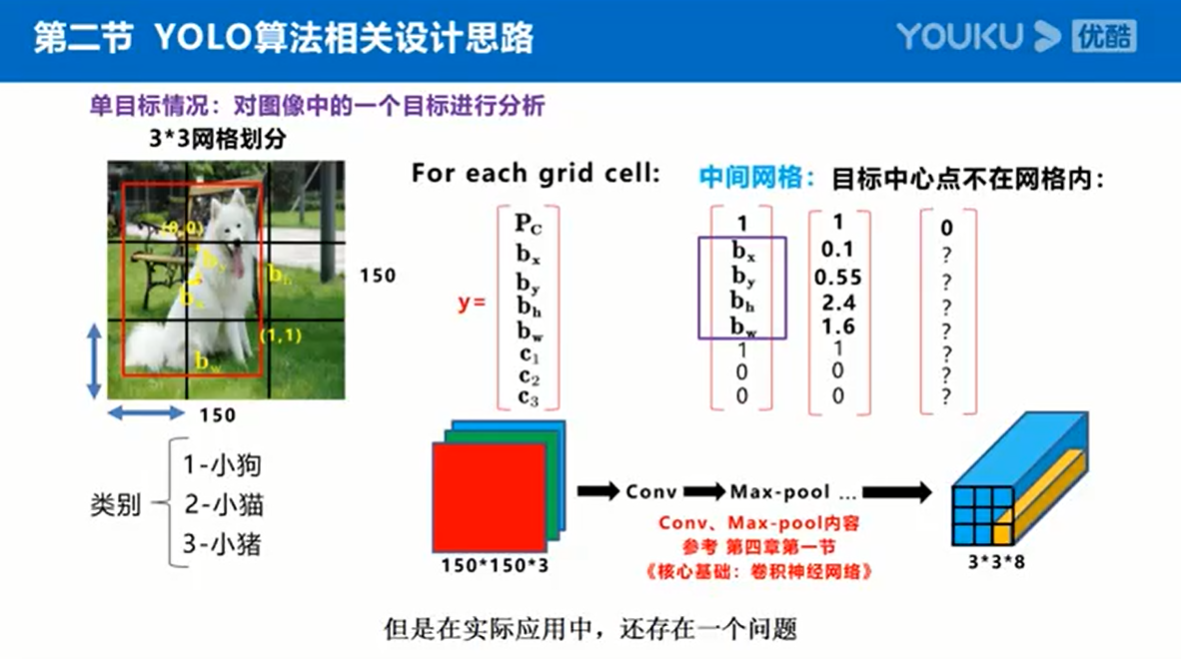 第二节 YOLO算法相关设计思路
YOUKU 优酷
单目标情况：对图像中的一个目标进行分析
3*3网格划分
(0,0)
bx
by
bh
(1,1)
bw
150
150
For each grid cell:
y=
Pc
bx
by
bh
bw
c1
c2
c3
中间网格：目标中心点不在网格内：
1 1 0
bx 0.1 ?
by 0.55 ?
bh 2.4 ?
bw 1.6 ?
1 1 ?
0 0 ?
0 0 ?
类别
1-小狗
2-小猫
3-小猪
150*150*3
Conv Max-pool ...
Conv、Max-pool内容
参考 第四章第一节
《核心基础：卷积神经网络》
3*3*8
但是在实际应用中，还存在一个问题